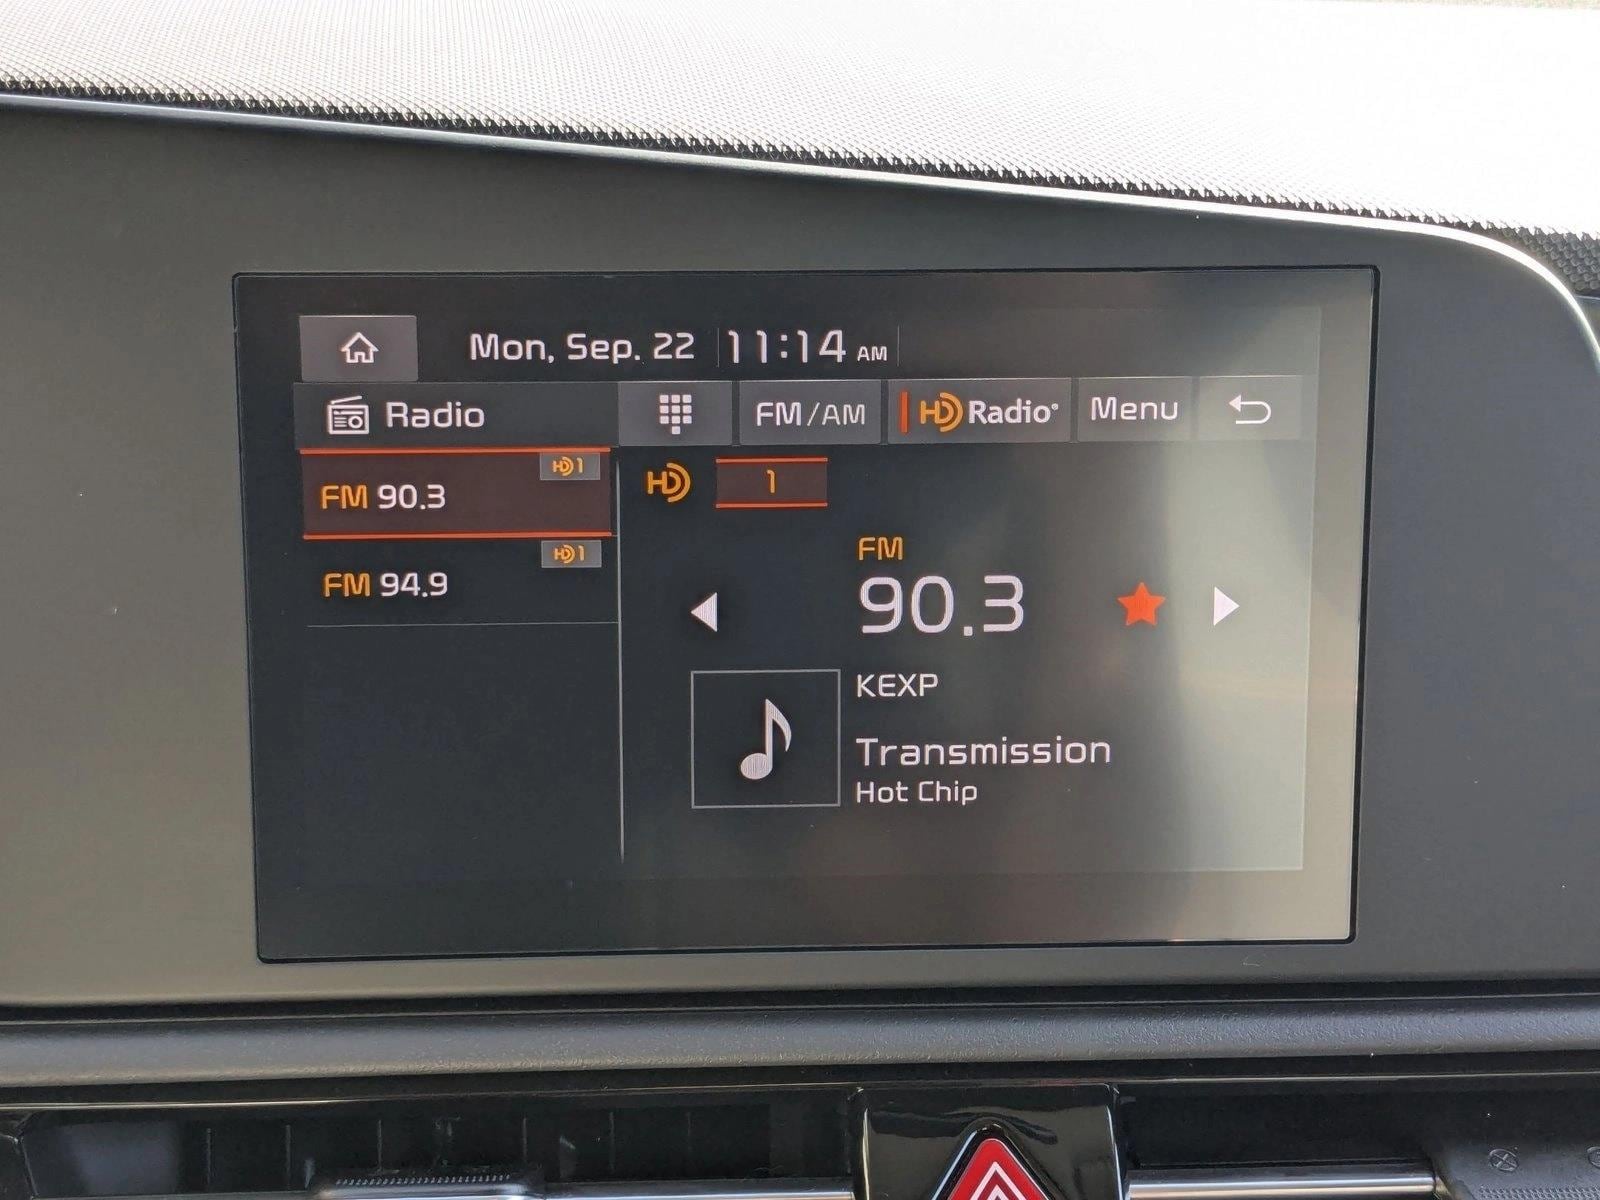 Mon, Sep. 22 11:14 AM
Radio FM/AM HD Radio® Menu
HD1
FM 90.3
HD1
FM 94.9
HD 1
FM
90.3
KEXP
Transmission
Hot Chip